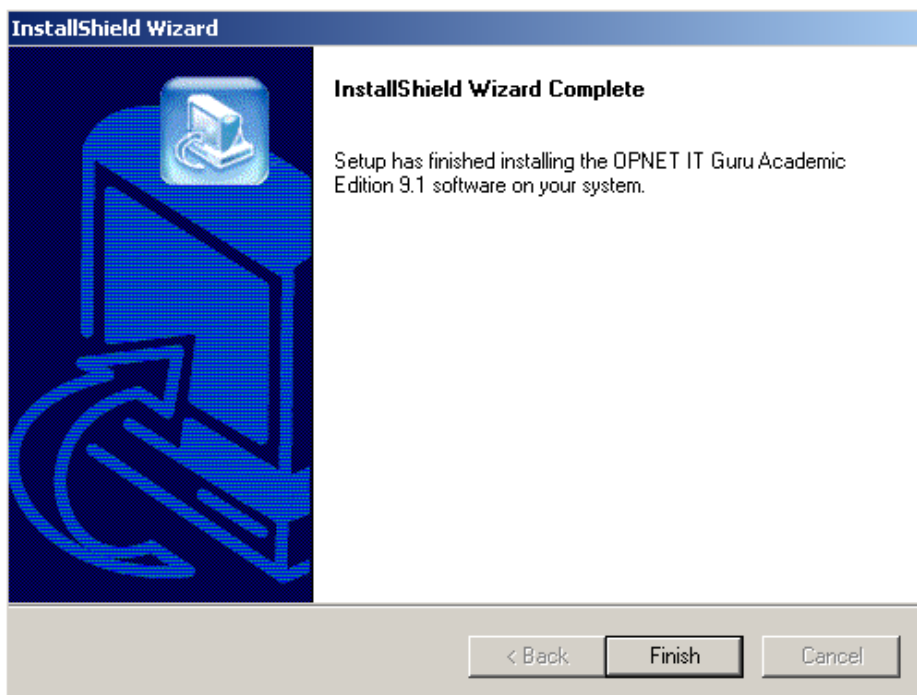 InstallShield Wizard
InstallShield Wizard Complete
Setup has finished installing the OPNET IT Guru Academic
Edition 9.1 software on your system.
< Back
Finish
Cancel